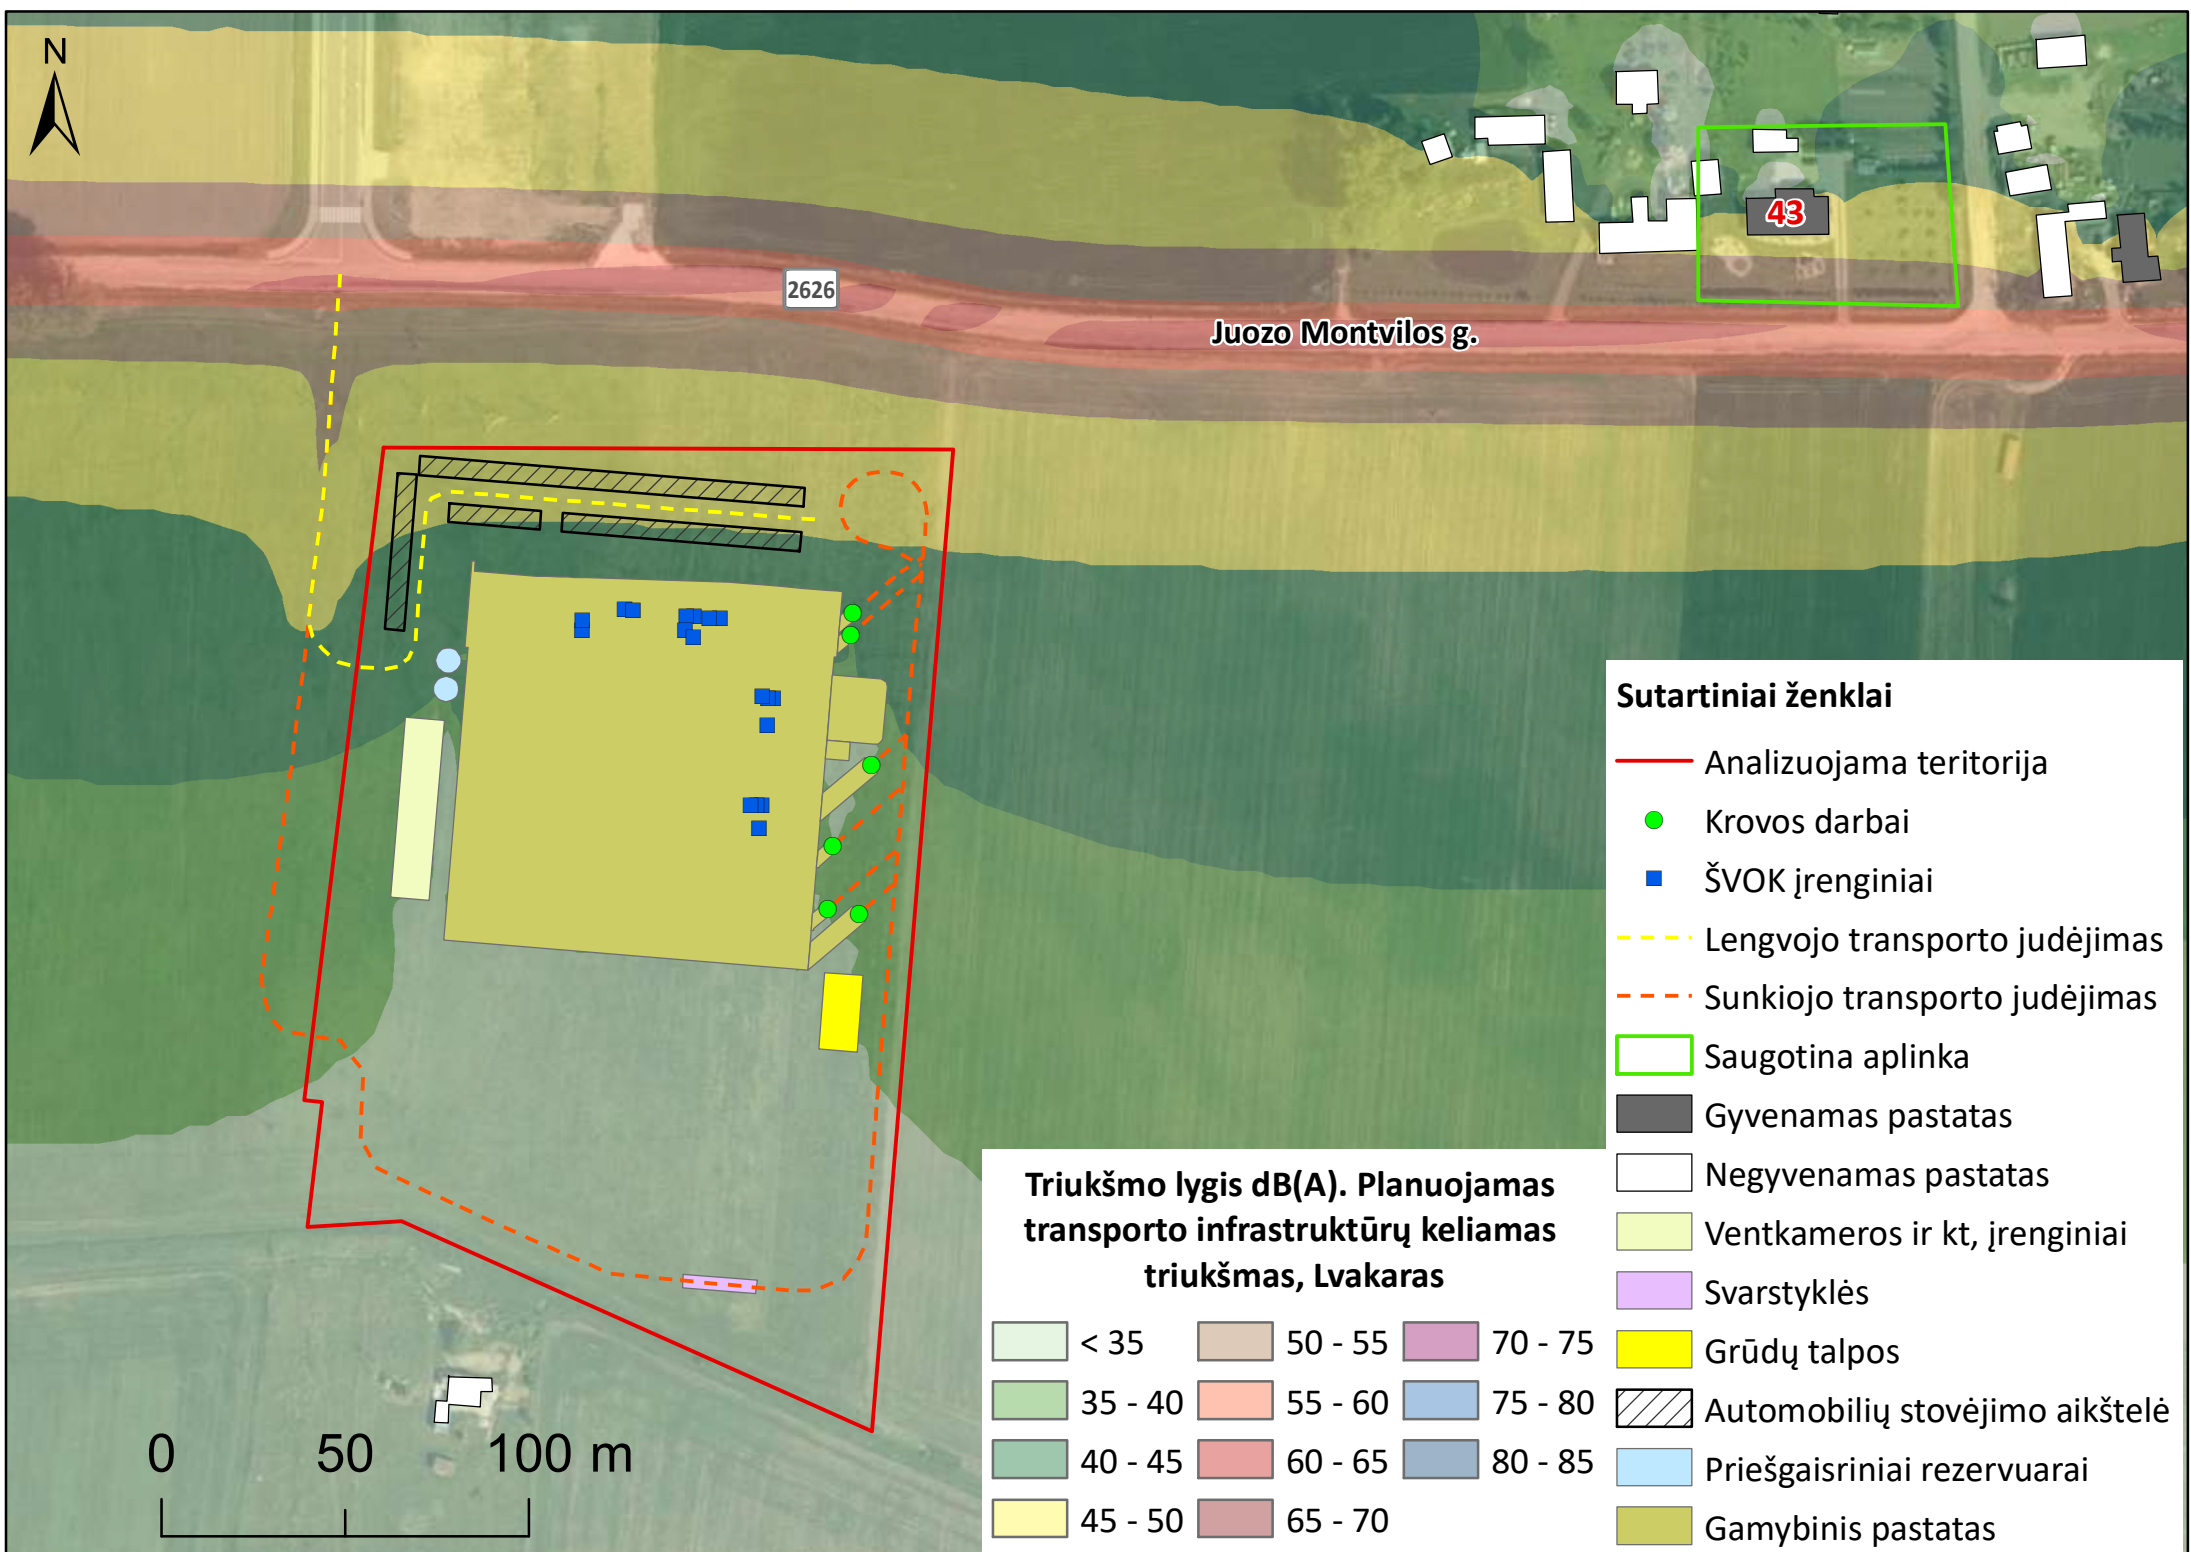 N
43
2626
Juozo Montvilos g.
Sutartiniai ženklai
Analizuojama teritorija
Krovos darbai
ŠVOK įrenginiai
Lengvojo transporto judėjimas
Sunkiojo transporto judėjimas
Saugotina aplinka
Gyvenamas pastatas
Negyvenamas pastatas
Ventkameros ir kt, įrenginiai
Svarstyklės
Grūdų talpos
Automobilių stovėjimo aikštelė
Priešgaisriniai rezervuarai
Gamybinis pastatas
Triukšmo lygis dB(A). Planuojamas
transporto infrastruktūrų keliamas
triukšmas, Lvakaras
< 35 50 - 55 70 - 75
35 - 40 55 - 60 75 - 80
40 - 45 60 - 65 80 - 85
45 - 50 65 - 70
0 50 100 m